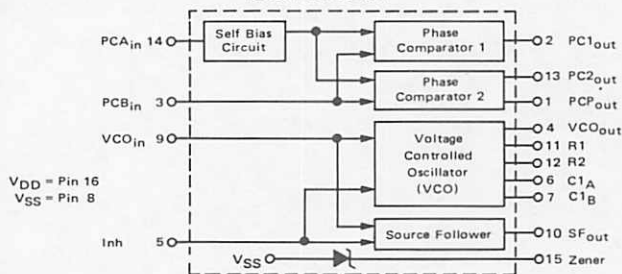 PCAin 14
Self Bias
Circuit
Phase
Comparator 1
2 PC1out
PCBin 3
Phase
Comparator 2
13 PC2out
1 PCPout
VCOin 9
Voltage
Controlled
Oscillator
(VCO)
4 VCOout
11 R1
12 R2
6 C1A
7 C1B
VDD = Pin 16
VSS = Pin 8
Inh 5
Source Follower
10 SFout
VSS
15 Zener